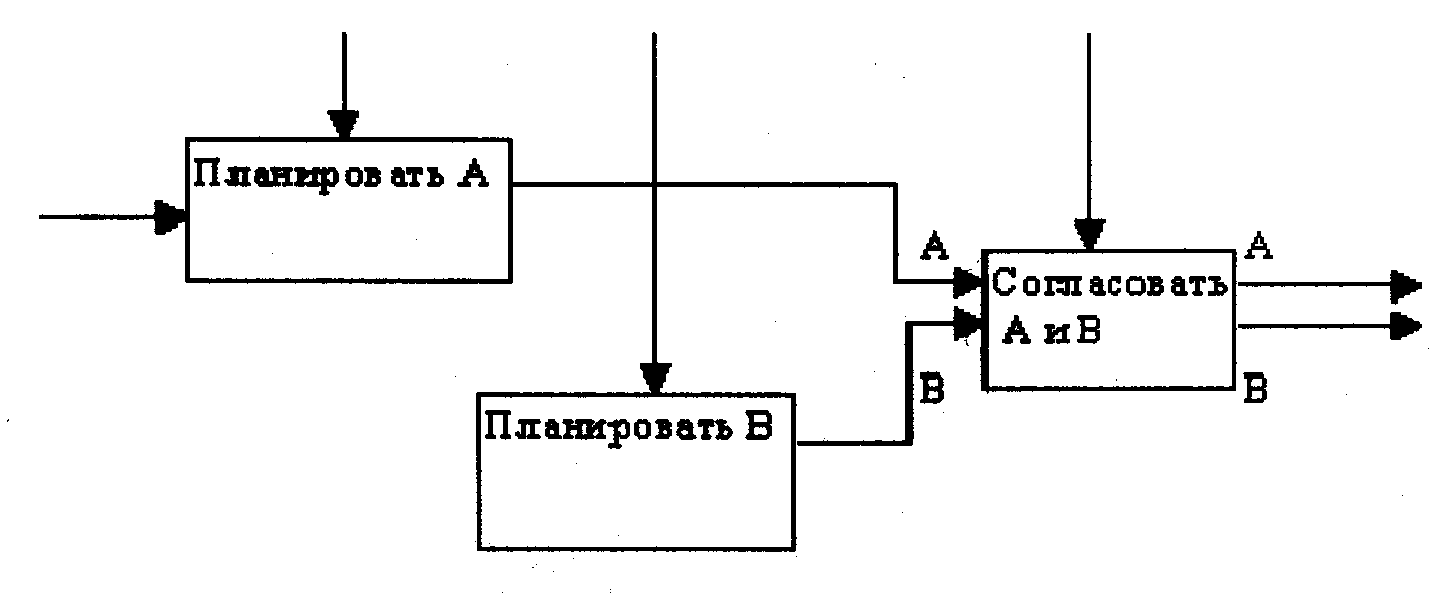 Планировать А
А
А
Согласовать
А и В
В
В
Планировать В